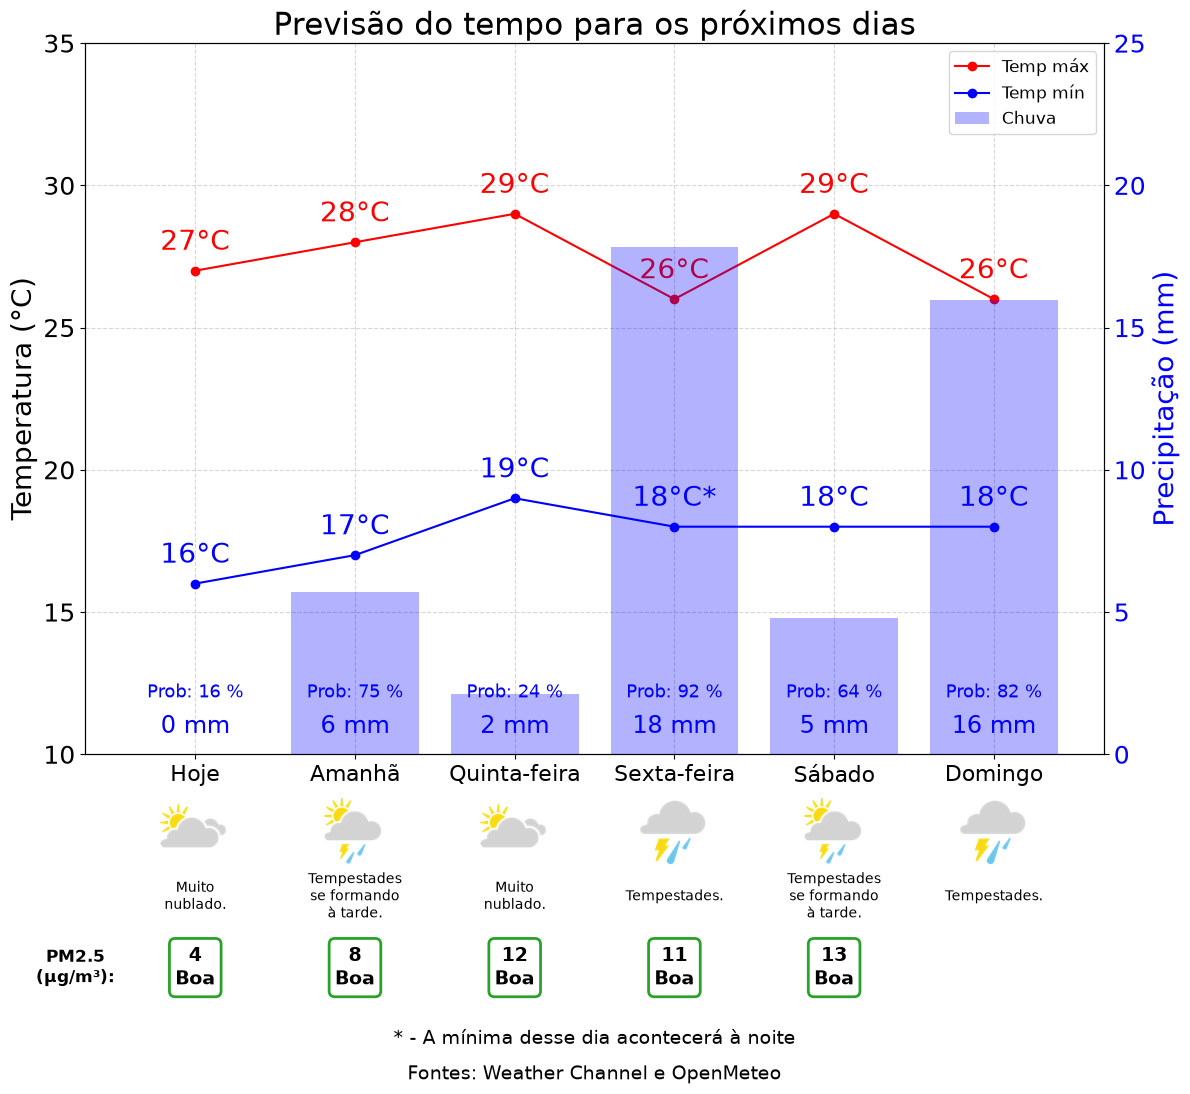 Previsão do tempo para os próximos dias
35
30
25
20
15
10
Temperatura (°C)
25
20
15
10
5
0
Precipitação (mm)
Temp máx
Temp mín
Chuva
27°C
28°C
29°C
26°C
29°C
26°C
16°C
17°C
19°C
18°C*
18°C
18°C
Prob: 16 %
Prob: 75 %
Prob: 24 %
Prob: 92 %
Prob: 64 %
Prob: 82 %
0 mm
6 mm
2 mm
18 mm
5 mm
16 mm
Hoje
Amanhã
Quinta-feira
Sexta-feira
Sábado
Domingo
Muito
nublado.
Tempestades
se formando
à tarde.
Muito
nublado.
Tempestades.
Tempestades
se formando
à tarde.
Tempestades.
PM2.5
(µg/m³):
4
Boa
8
Boa
12
Boa
11
Boa
13
Boa
* - A mínima desse dia acontecerá à noite
Fontes: Weather Channel e OpenMeteo